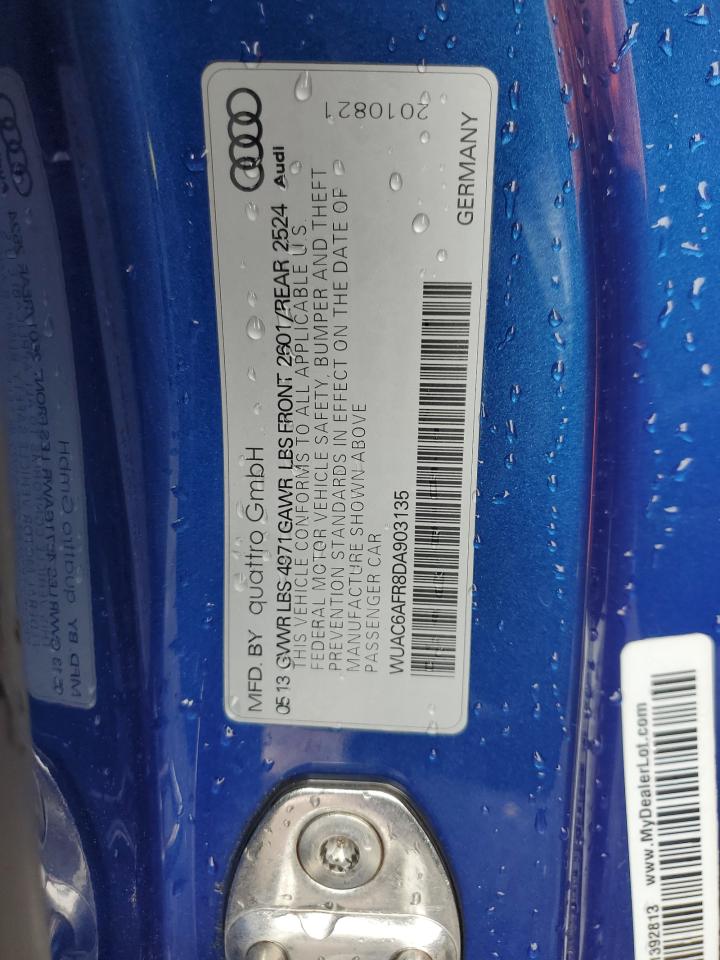 MFD. BY quattro GmbH
05 13 GVWR LBS 4971 GAWR LBS FRONT 2601/REAR 2524
Audi
THIS VEHICLE CONFORMS TO ALL APPLICABLE U.S.
FEDERAL MOTOR VEHICLE SAFETY, BUMPER AND THEFT
PREVENTION STANDARDS IN EFFECT ON THE DATE OF
MANUFACTURE SHOWN ABOVE
PASSENGER CAR
WUAC6AFR8DA903135
2010821
GERMANY
392813 www.MyDealerLot.com